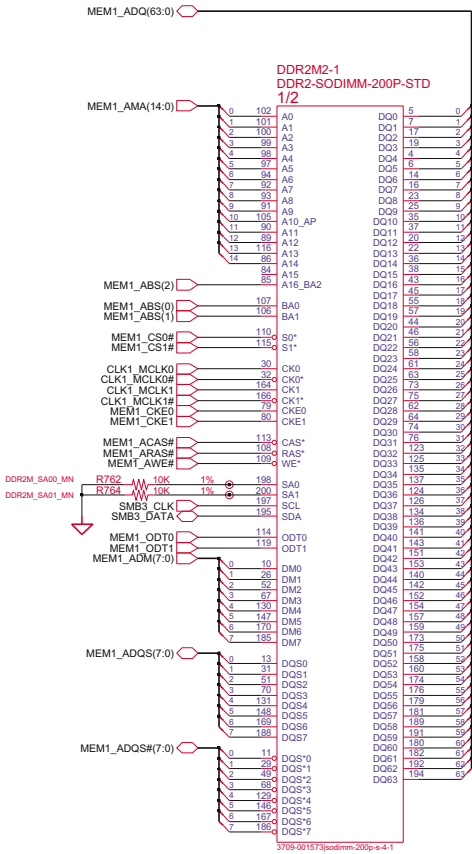 MEM1_ADQ(63:0)
DDR2M2-1
DDR2-SODIMM-200P-STD
1/2
MEM1_AMA(14:0)
0 102 A0
1 101 A1
2 100 A2
3 99 A3
4 98 A4
5 97 A5
6 94 A6
7 92 A7
8 93 A8
9 91 A9
10 105 A10_AP
11 90 A11
12 89 A12
13 116 A13
14 86 A14
84 A15
MEM1_ABS(2) 85 A16_BA2
MEM1_ABS(0) 107 BA0
MEM1_ABS(1) 106 BA1
MEM1_CS0# 110 S0*
MEM1_CS1# 115 S1*
CLK1_MCLK0 30 CK0
CLK1_MCLK0# 32 CK0*
CLK1_MCLK1 164 CK1
CLK1_MCLK1# 166 CK1*
MEM1_CKE0 79 CKE0
MEM1_CKE1 80 CKE1
MEM1_ACAS# 113 CAS*
MEM1_ARAS# 108 RAS*
MEM1_AWE# 109 WE*
DDR2M_SA00_MN R762 10K 1% 198 SA0
DDR2M_SA01_MN R764 10K 1% 200 SA1
SMB3_CLK 197 SCL
SMB3_DATA 195 SDA
MEM1_ODT0 114 ODT0
MEM1_ODT1 119 ODT1
MEM1_ADM(7:0)
0 10 DM0
1 26 DM1
2 52 DM2
3 67 DM3
4 130 DM4
5 147 DM5
6 170 DM6
7 185 DM7
MEM1_ADQS(7:0)
0 13 DQS0
1 31 DQS1
2 51 DQS2
3 70 DQS3
4 131 DQS4
5 148 DQS5
6 169 DQS6
7 188 DQS7
MEM1_ADQS#(7:0)
0 11 DQS*0
1 29 DQS*1
2 49 DQS*2
3 68 DQS*3
4 129 DQS*4
5 146 DQS*5
6 167 DQS*6
7 186 DQS*7
DQ0 5 0
DQ1 7 1
DQ2 17 2
DQ3 19 3
DQ4 4 4
DQ5 6 5
DQ6 14 6
DQ7 16 7
DQ8 23 8
DQ9 25 9
DQ10 35 10
DQ11 37 11
DQ12 20 12
DQ13 22 13
DQ14 36 14
DQ15 38 15
DQ16 43 16
DQ17 45 17
DQ18 55 18
DQ19 57 19
DQ20 44 20
DQ21 46 21
DQ22 56 22
DQ23 58 23
DQ24 61 24
DQ25 63 25
DQ26 73 26
DQ27 75 27
DQ28 62 28
DQ29 64 29
DQ30 74 30
DQ31 76 31
DQ32 123 32
DQ33 125 33
DQ34 135 34
DQ35 137 35
DQ36 124 36
DQ37 126 37
DQ38 134 38
DQ39 136 39
DQ40 141 40
DQ41 143 41
DQ42 151 42
DQ43 153 43
DQ44 140 44
DQ45 142 45
DQ46 152 46
DQ47 154 47
DQ48 157 48
DQ49 159 49
DQ50 173 50
DQ51 175 51
DQ52 158 52
DQ53 160 53
DQ54 174 54
DQ55 176 55
DQ56 179 56
DQ57 181 57
DQ58 189 58
DQ59 191 59
DQ60 180 60
DQ61 182 61
DQ62 192 62
DQ63 194 63
3709-001573|sodimm-200p-s-4-1